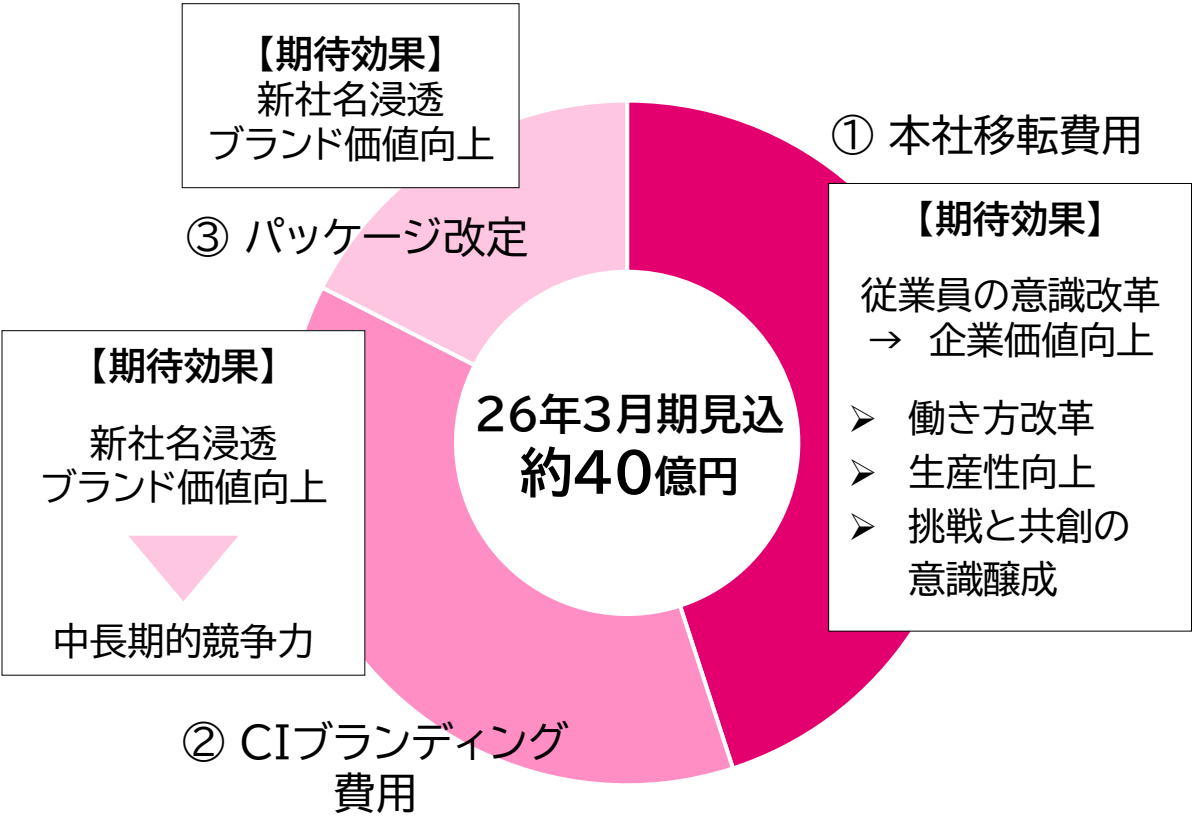 【期待効果】
新社名浸透
ブランド価値向上
① 本社移転費用
【期待効果】
従業員の意識改革
→ 企業価値向上
➢ 働き方改革
➢ 生産性向上
➢ 挑戦と共創の
意識醸成
③ パッケージ改定
【期待効果】
新社名浸透
ブランド価値向上
中長期的競争力
26年3月期見込
約40億円
② CIブランディング
費用